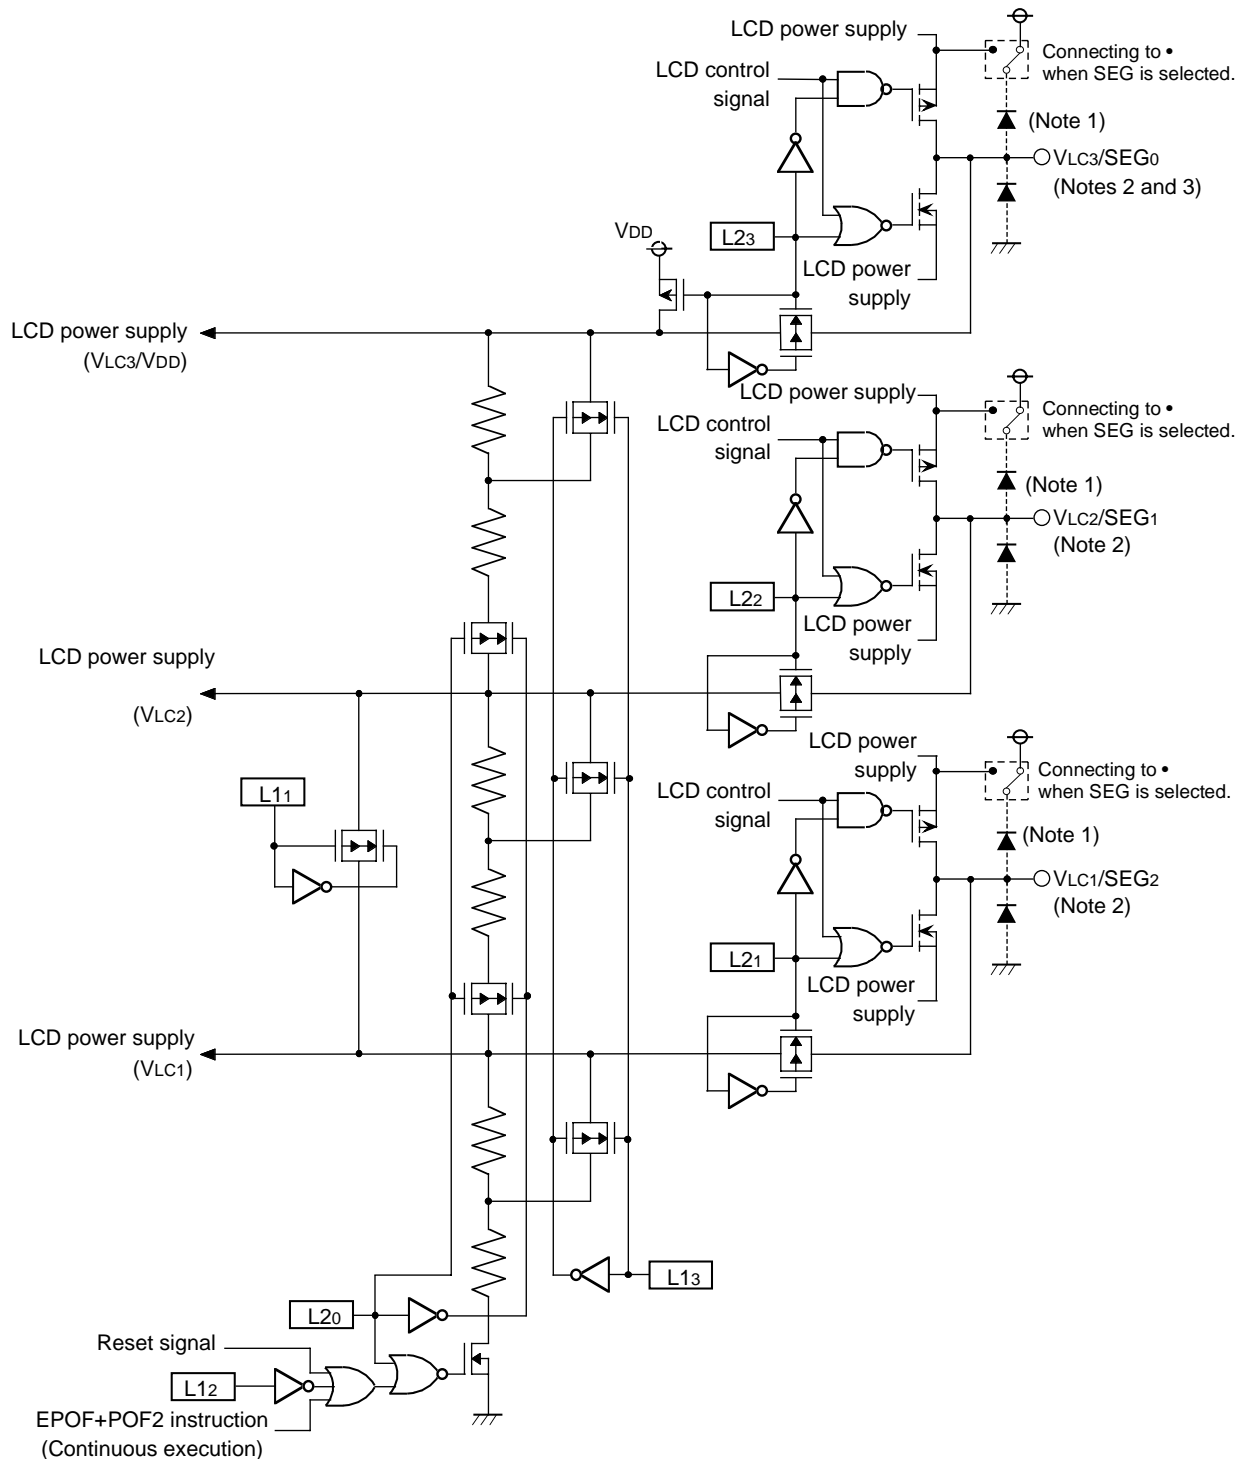 LCD power supply
LCD control
signal
Connecting to •
when SEG is selected.
(Note 1)
VLC3/SEG0
(Notes 2 and 3)
L23
VDD
LCD power
supply
LCD power supply
(VLC3/VDD)
LCD power supply
LCD control
signal
Connecting to •
when SEG is selected.
(Note 1)
VLC2/SEG1
(Note 2)
L22
LCD power
supply
LCD power supply
(VLC2)
LCD power
supply
Connecting to •
when SEG is selected.
L11
LCD control
signal
(Note 1)
VLC1/SEG2
(Note 2)
L21
LCD power
supply
LCD power supply
(VLC1)
L13
L20
Reset signal
L12
EPOF+POF2 instruction
(Continuous execution)